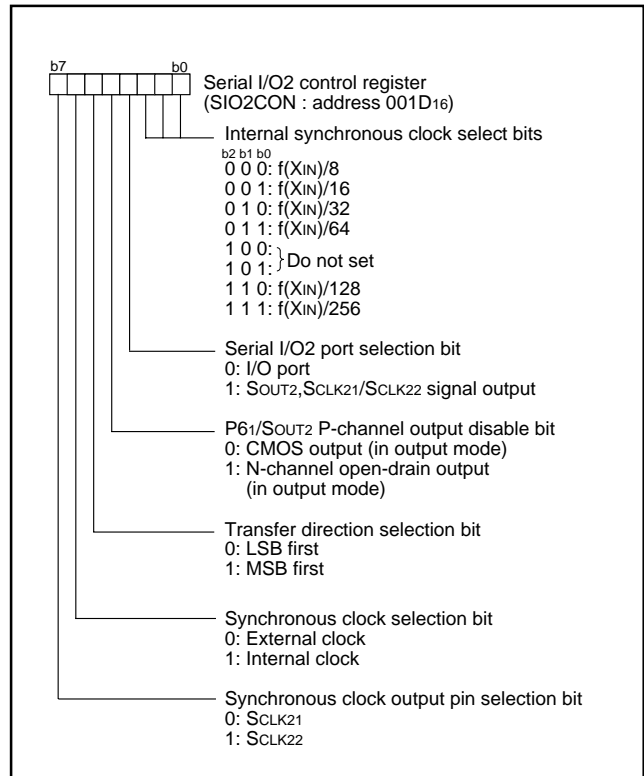 b7 b0
Serial I/O2 control register
(SIO2CON : address 001D16)
Internal synchronous clock select bits
b2 b1 b0
0 0 0: f(XIN)/8
0 0 1: f(XIN)/16
0 1 0: f(XIN)/32
0 1 1: f(XIN)/64
1 0 0:
1 0 1:
Do not set
1 1 0: f(XIN)/128
1 1 1: f(XIN)/256
Serial I/O2 port selection bit
0: I/O port
1: SOUT2,SCLK21/SCLK22 signal output
P61/SOUT2 P-channel output disable bit
0: CMOS output (in output mode)
1: N-channel open-drain output
(in output mode)
Transfer direction selection bit
0: LSB first
1: MSB first
Synchronous clock selection bit
0: External clock
1: Internal clock
Synchronous clock output pin selection bit
0: SCLK21
1: SCLK22